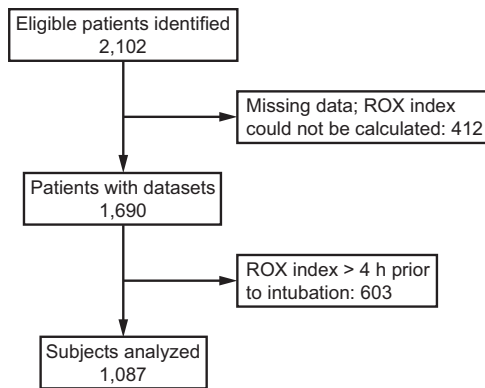 Eligible patients identified
2,102
Missing data; ROX index
could not be calculated: 412
Patients with datasets
1,690
ROX index > 4 h prior
to intubation: 603
Subjects analyzed
1,087